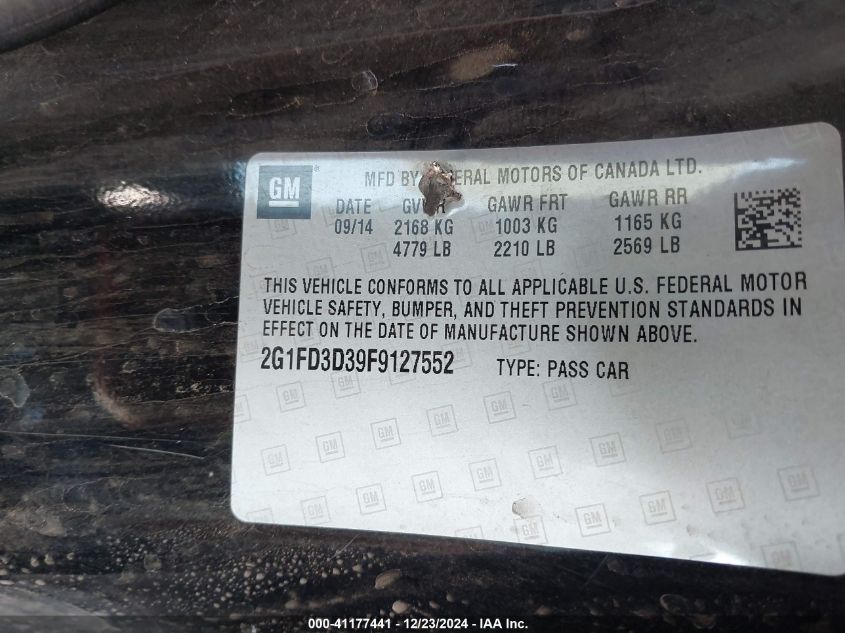 GM
MFD BY GENERAL MOTORS OF CANADA LTD.
DATE GVWR GAWR FRT GAWR RR
09/14 2168 KG 1003 KG 1165 KG
4779 LB 2210 LB 2569 LB
THIS VEHICLE CONFORMS TO ALL APPLICABLE U.S. FEDERAL MOTOR
VEHICLE SAFETY, BUMPER, AND THEFT PREVENTION STANDARDS IN
EFFECT ON THE DATE OF MANUFACTURE SHOWN ABOVE.
2G1FD3D39F9127552 TYPE: PASS CAR
000-41177441 - 12/23/2024 - IAA Inc.